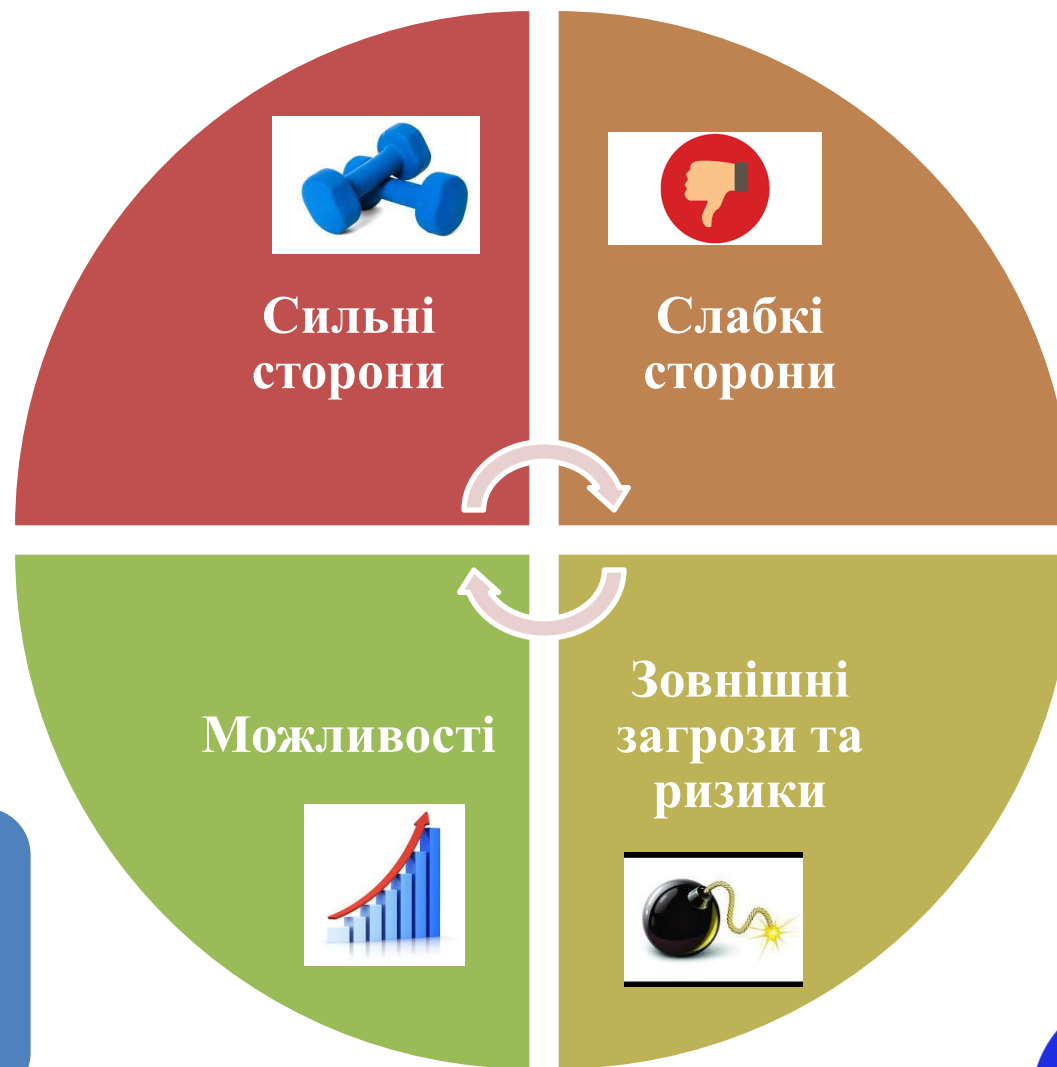 Сильні
сторони
Слабкі
сторони
Можливості
Зовнішні
загрози та
ризики